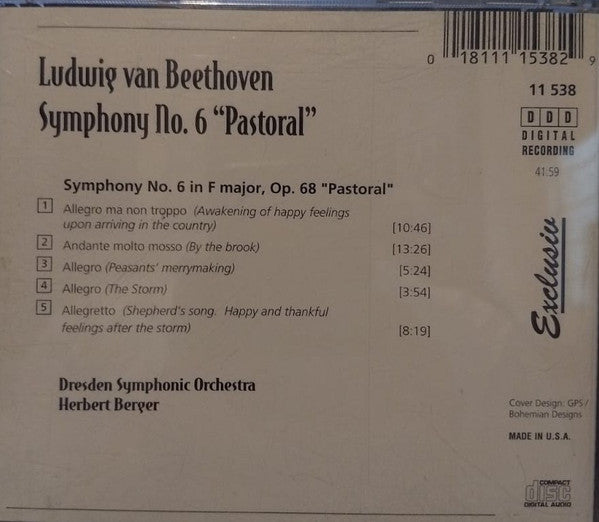 Ludwig van Beethoven
Symphony No. 6 “Pastoral”
0 18111 15382 9
11 538
D D D
DIGITAL
RECORDING
41:59
Exclusiv
Symphony No. 6 in F major, Op. 68 "Pastoral"
1 Allegro ma non troppo (Awakening of happy feelings
upon arriving in the country) [10:46]
2 Andante molto mosso (By the brook) [13:26]
3 Allegro (Peasants' merrymaking) [5:24]
4 Allegro (The Storm) [3:54]
5 Allegretto (Shepherd's song. Happy and thankful
feelings after the storm) [8:19]
Dresden Symphonic Orchestra
Herbert Berger
Cover Design: GPS/
Bohemian Designs
MADE IN U.S.A.
COMPACT
disc
DIGITAL AUDIO